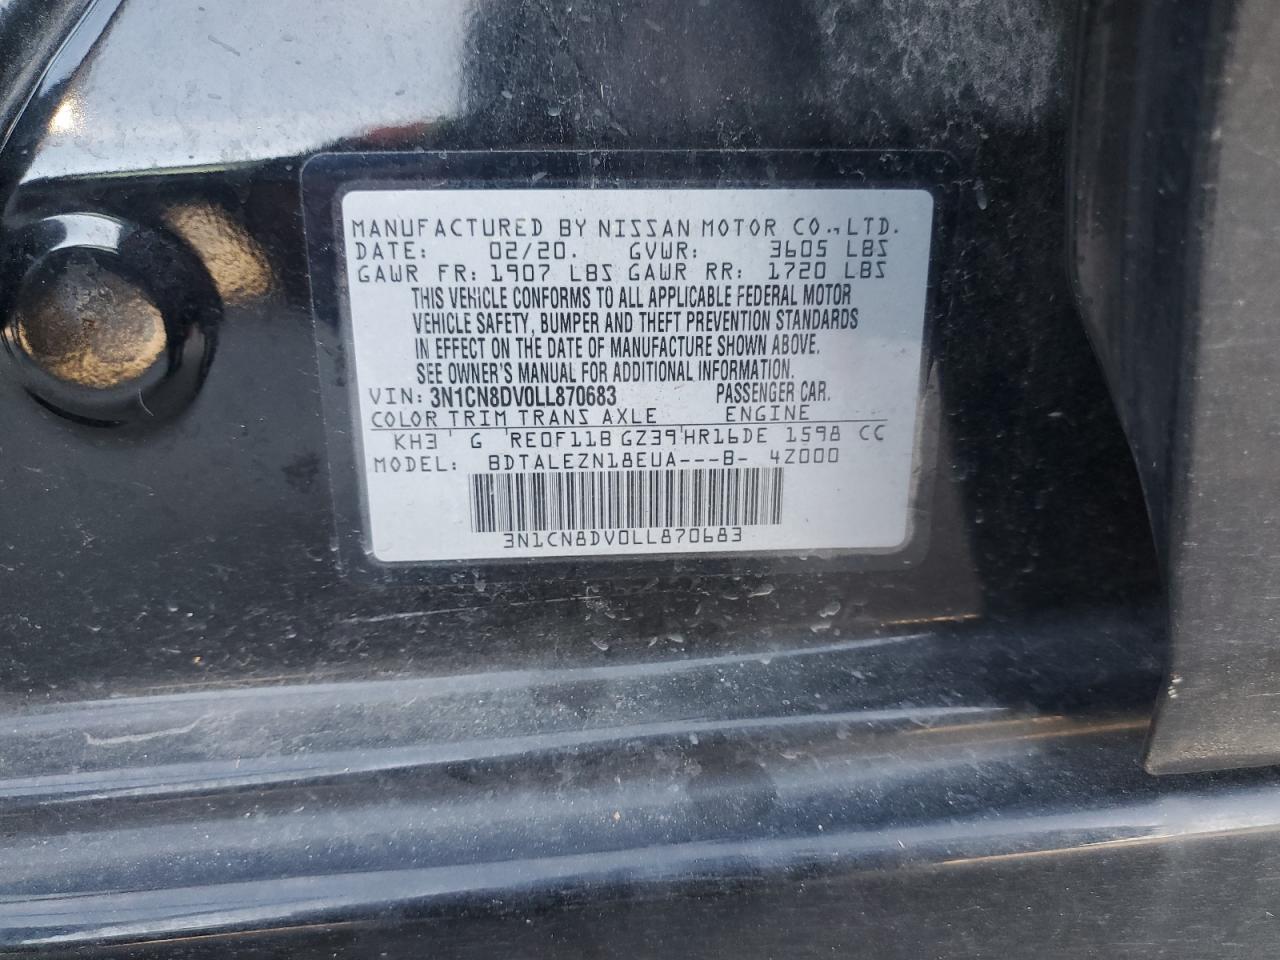 MANUFACTURED BY NISSAN MOTOR CO., LTD.
DATE: 02/20. GVWR: 3605 LBS
GAWR FR: 1907 LBS GAWR RR: 1720 LBS
THIS VEHICLE CONFORMS TO ALL APPLICABLE FEDERAL MOTOR
VEHICLE SAFETY, BUMPER AND THEFT PREVENTION STANDARDS
IN EFFECT ON THE DATE OF MANUFACTURE SHOWN ABOVE.
SEE OWNER'S MANUAL FOR ADDITIONAL INFORMATION.
VIN: 3N1CN8DV0LL870683 PASSENGER CAR.
COLOR TRIM TRANS AXLE ENGINE
KH3 G RE0F11B GZ39 HR16DE 1598 CC
MODEL: BDTALEZN18EUA---B- 4Z000
3N1CN8DV0LL870683